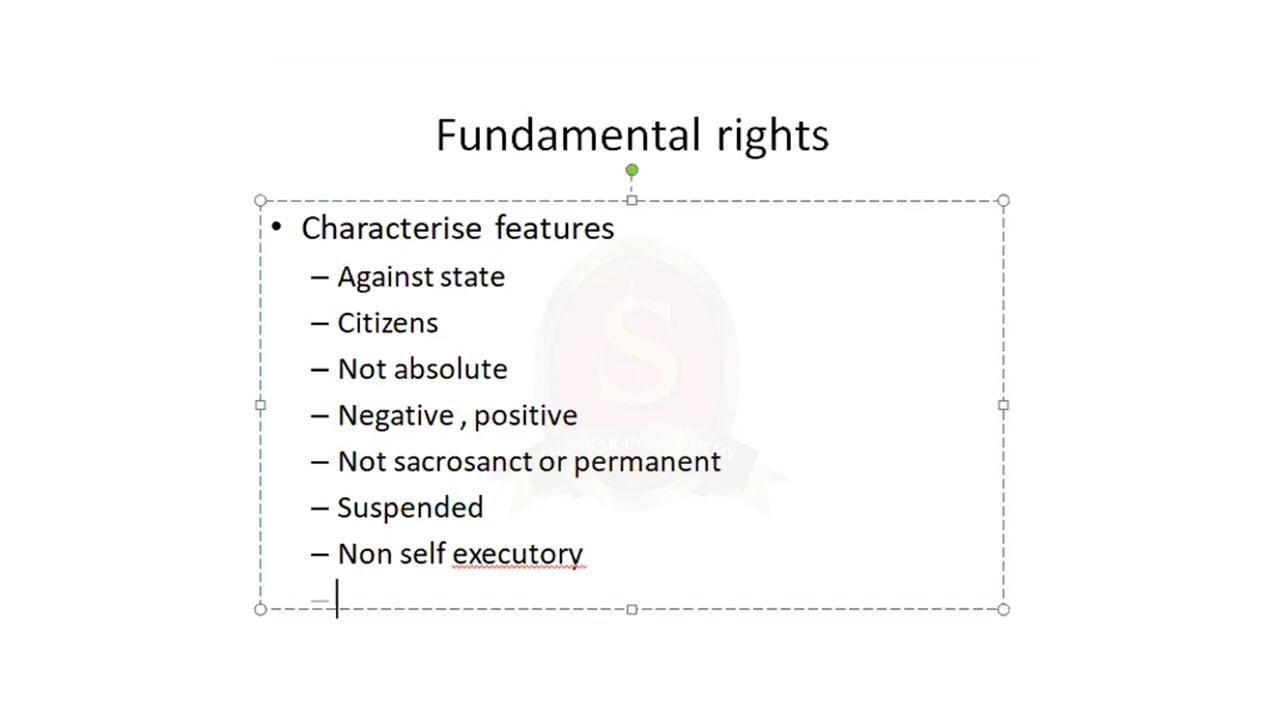 Fundamental rights
• Characterise features
– Against state
– Citizens
– Not absolute
– Negative , positive
– Not sacrosanct or permanent
– Suspended
– Non self executory
–